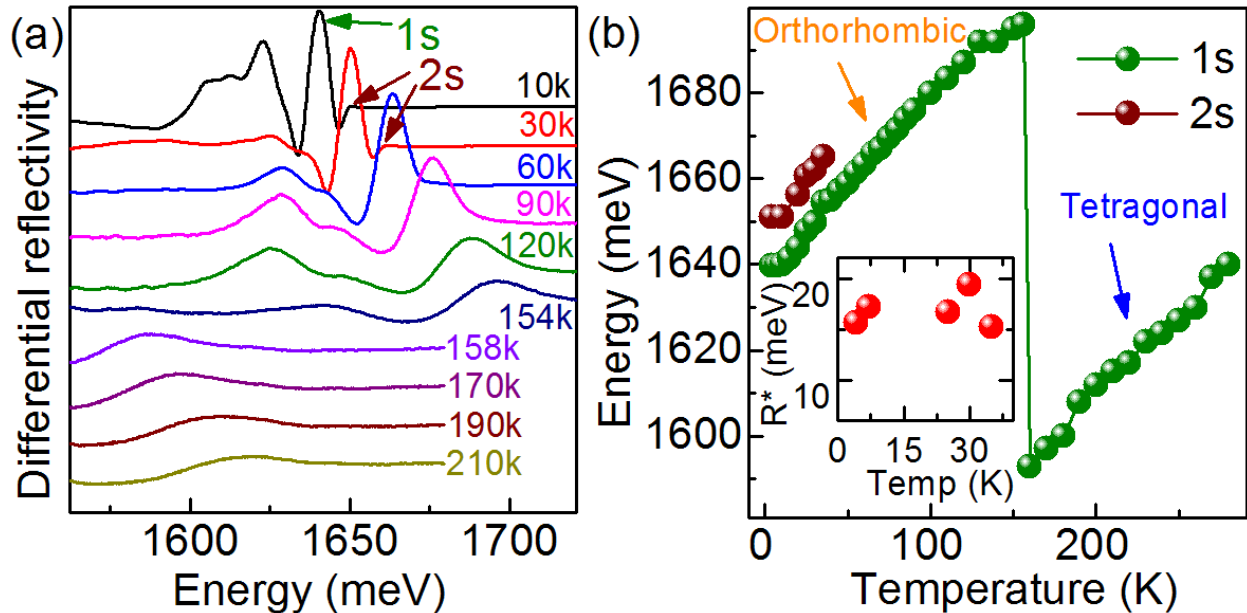 (a)
1s
2s
10k
30k
60k
90k
120k
154k
158k
170k
190k
210k
Differential reflectivity
1600 1650 1700
Energy (meV)
(b)
Orthorhombic
1s
2s
Tetragonal
1680
1660
1640
1620
1600
Energy (meV)
20
10
R* (meV)
0 15 30
Temp (K)
0 100 200
Temperature (K)